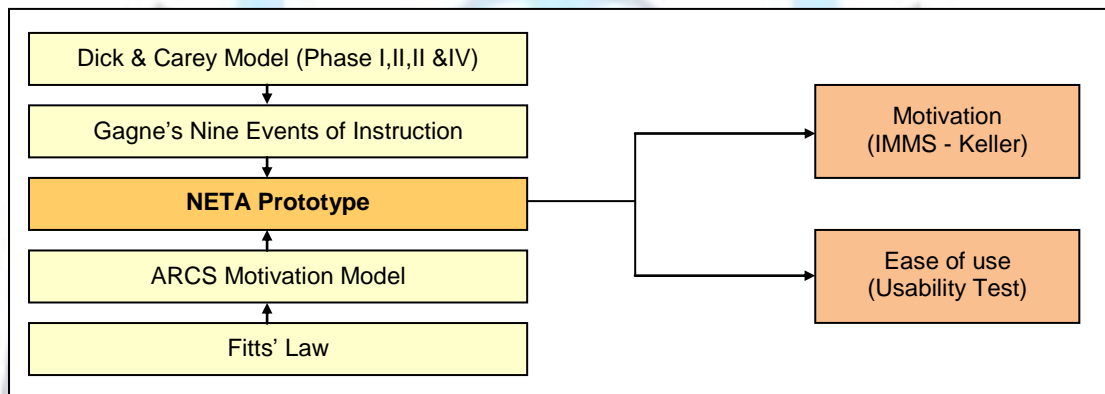 Dick & Carey Model (Phase I,II,II &IV)
Gagne’s Nine Events of Instruction
NETA Prototype
ARCS Motivation Model
Fitts’ Law
Motivation
(IMMS - Keller)
Ease of use
(Usability Test)